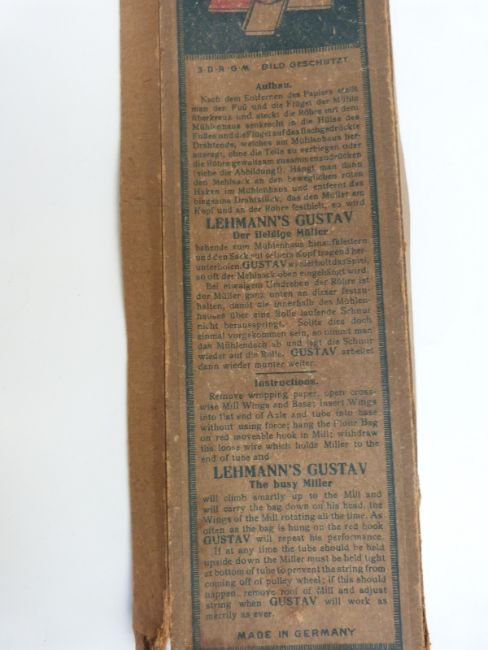 3·D·R·G·M. BILD GESCHÜTZT
Aufbau.
Nach dem Entfernen des Papiers stellt
man den Fuß und die Flügel der Mühle
überkreuz und steckt die Röhre mit dem
Mühlenhaus senkrecht in die Hülse des
Fußes und die Flügel auf das flachgedrückte
Drahtende, welches am Mühlenhaus her-
ausragt, ohne die Teile zu verbiegen oder
die Röhre gewaltsam zusammenzudrücken
(siehe die Abbildung!). Hängt man dann
den Mehlsack an den beweglichen roten
Haken im Mühlenhaus und entfernt das
biegsame Drahtstück, das den Müller am
Kopf und an der Röhre festhielt, so wird
LEHMANN'S GUSTAV
Der fleißige Müller
behende zum Mühlenhaus hinaufklettern
und den Sack auf seinem Kopf tragend her-
unterholen. GUSTAV wiederholt das Spiel,
so oft der Mehlsack oben eingehängt wird.
Bei etwaigem Umdrehen der Röhre ist
der Müller ganz unten an dieser festzu-
halten, damit die innerhalb des Mühlen-
hauses über eine Rolle laufende Schnur
nicht herausspringt. Sollte dies doch
einmal vorgekommen sein, so nimmt man
das Mühlendach ab und legt die Schnur
wieder auf die Rolle. GUSTAV arbeitet
dann wieder munter weiter.
Instructions.
Remove wrapping paper, open cross-
wise Mill Wings and Base; insert Wings
into flat end of Axle and tube into base
without using force; hang the Flour Bag
on red moveable hook in Mill; withdraw
the loose wire which holds Miller to the
end of tube and
LEHMANN'S GUSTAV
The busy Miller
will climb smartly up to the Mill and
will carry the bag down on his head, the
Wings of the Mill rotating all the time. As
often as the bag is hung on the red hook
GUSTAV will repeat his performance.
If at any time the tube should be held
upside down the Miller must be held tight
at bottom of tube to prevent the string from
coming off of pulley wheel; if this should
happen, remove roof of Mill and adjust
string when GUSTAV will work as
merrily as ever.
MADE IN GERMANY